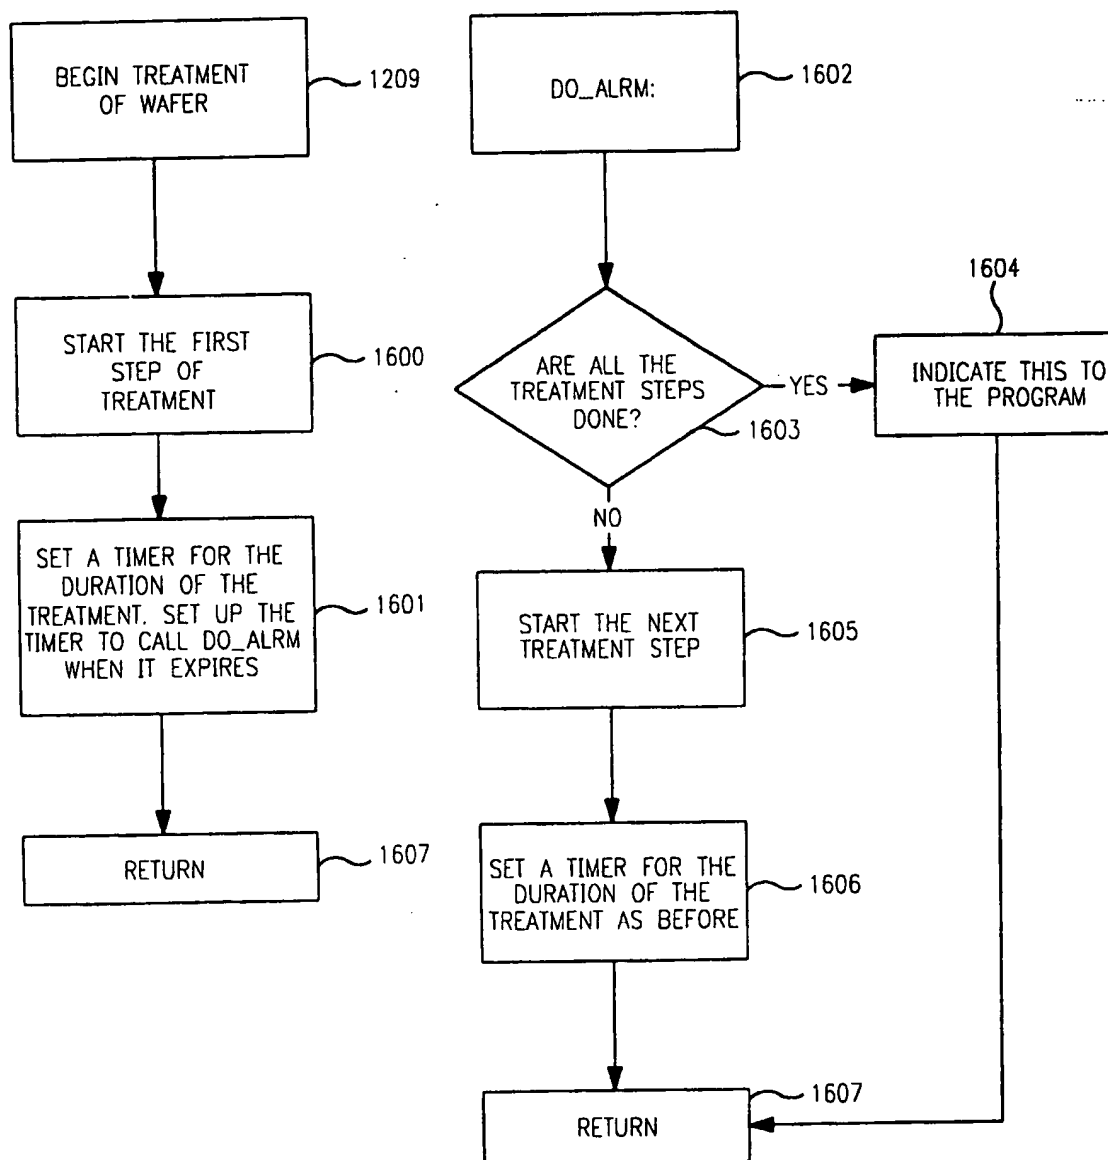 BEGIN TREATMENT
OF WAFER
1209
START THE FIRST
STEP OF
TREATMENT
1600
SET A TIMER FOR THE
DURATION OF THE
TREATMENT. SET UP THE
TIMER TO CALL DO_ALRM
WHEN IT EXPIRES
1601
RETURN
1607
DO_ALRM:
1602
ARE ALL THE
TREATMENT STEPS
DONE?
1603
YES
1604
INDICATE THIS TO
THE PROGRAM
NO
START THE NEXT
TREATMENT STEP
1605
SET A TIMER FOR THE
DURATION OF THE
TREATMENT AS BEFORE
1606
RETURN
1607